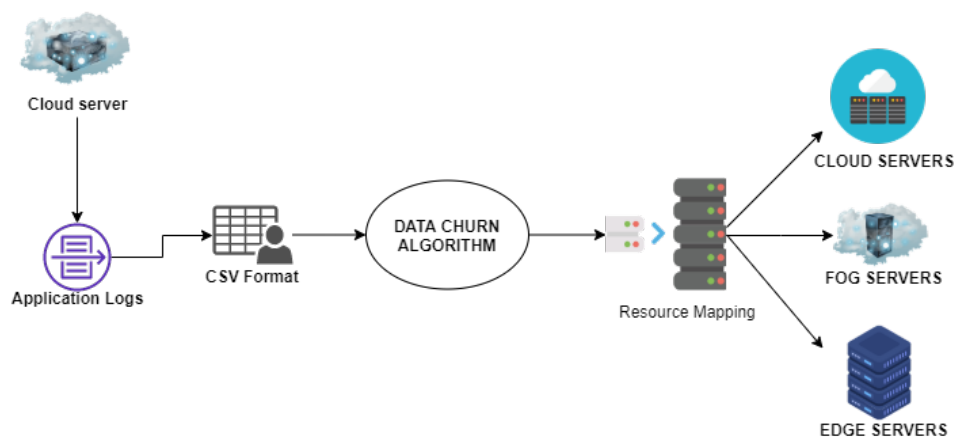 Cloud server
Application Logs
CSV Format
DATA CHURN
ALGORITHM
Resource Mapping
CLOUD SERVERS
FOG SERVERS
EDGE SERVERS